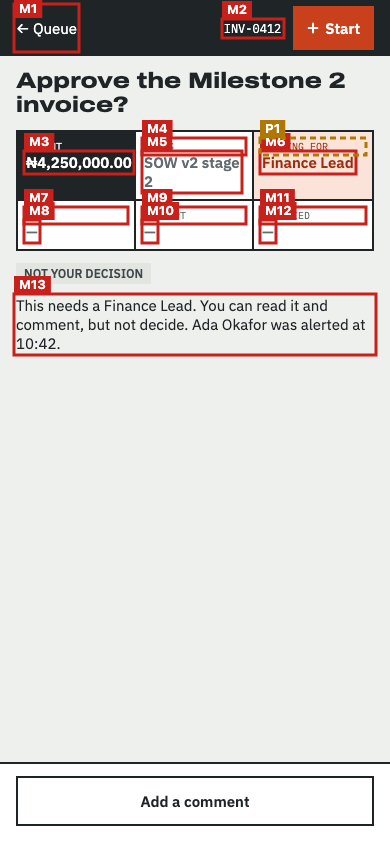 M1
← Queue
M2
INV-0412
+ Start
Approve the Milestone 2
invoice?
M3
₦4,250,000.00
M4
M5
SOW v2 stage
2
P1
M6
Finance Lead
M7
M8
—
M9
M10
—
M11
M12
—
NOT YOUR DECISION
M13
This needs a Finance Lead. You can read it and
comment, but not decide. Ada Okafor was alerted at
10:42.
Add a comment